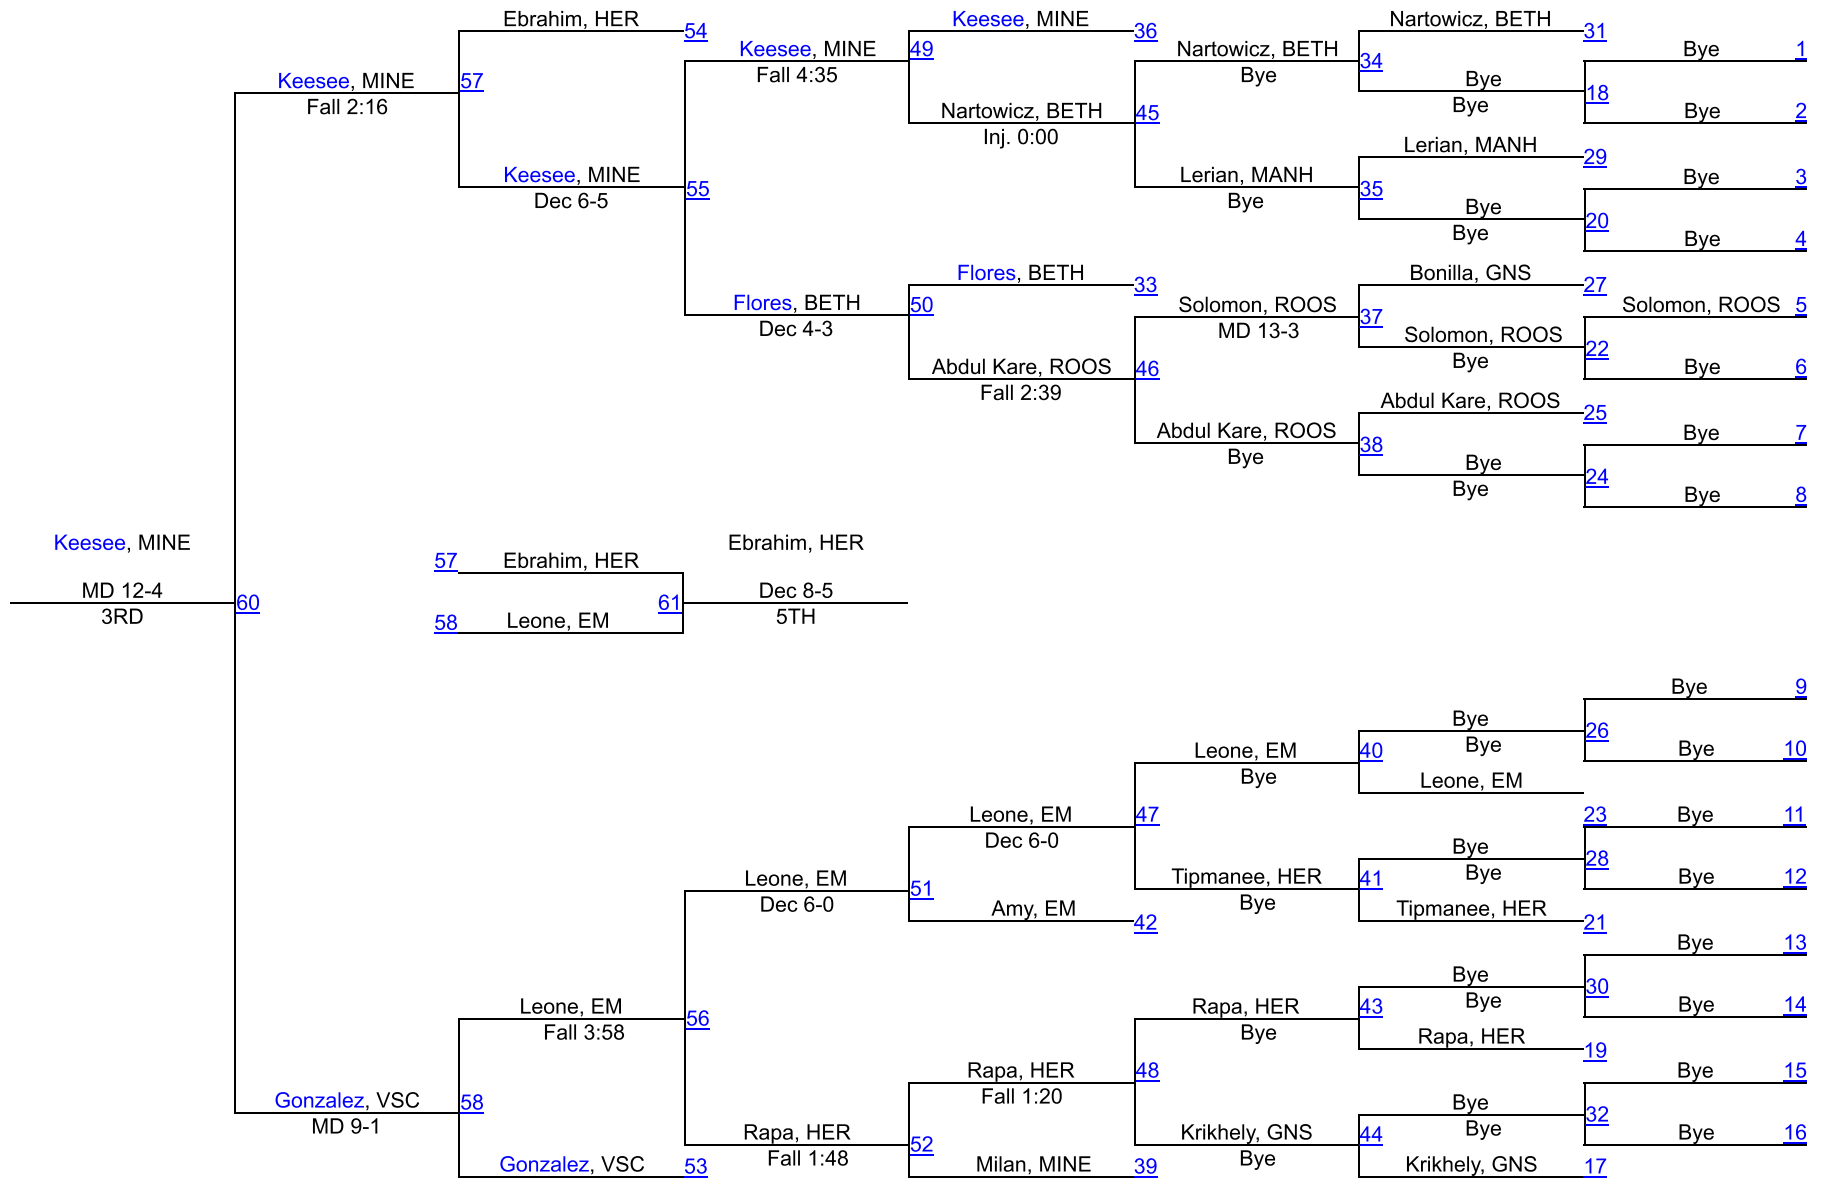 Ebrahim, HER
54
Keesee, MINE
Fall 2:16
57
Keesee, MINE
Dec 6-5
Keesee, MINE
Fall 4:35
55
Flores, BETH
Dec 4-3
Keesee, MINE
36
49
Nartowicz, BETH
Inj. 0:00
Flores, BETH
33
50
Abdul Kare, ROOS
Fall 2:39
Nartowicz, BETH
Bye
45
Lerian, MANH
Bye
Solomon, ROOS
MD 13-3
46
Abdul Kare, ROOS
Bye
Nartowicz, BETH
31
34
Bye
Bye
Lerian, MANH
29
35
Bye
Bye
Bonilla, GNS
27
37
Solomon, ROOS
Bye
Abdul Kare, ROOS
25
38
Bye
Bye
Bye 1
18
Bye 2
Bye 3
20
Bye 4
Solomon, ROOS 5
22
Bye 6
Bye 7
24
Bye 8
Keesee, MINE
MD 12-4
3RD
60
57
Ebrahim, HER
58
Leone, EM
61
Ebrahim, HER
Dec 8-5
5TH
Gonzalez, VSC
MD 9-1
58
Leone, EM
Fall 3:58
Gonzalez, VSC
53
Leone, EM
Dec 6-0
56
Rapa, HER
Fall 1:48
Leone, EM
Dec 6-0
51
Amy, EM
42
Rapa, HER
Fall 1:20
52
Milan, MINE
39
Leone, EM
Bye
47
Tipmanee, HER
Bye
Rapa, HER
Bye
48
Krikhely, GNS
Bye
Bye
Bye
40
Leone, EM
23
Bye
Bye
41
Tipmanee, HER
21
Bye
Bye
43
Rapa, HER
19
Bye
Bye
44
Krikhely, GNS
17
Bye 9
26
Bye 10
Bye 11
28
Bye 12
Bye 13
30
Bye 14
Bye 15
32
Bye 16